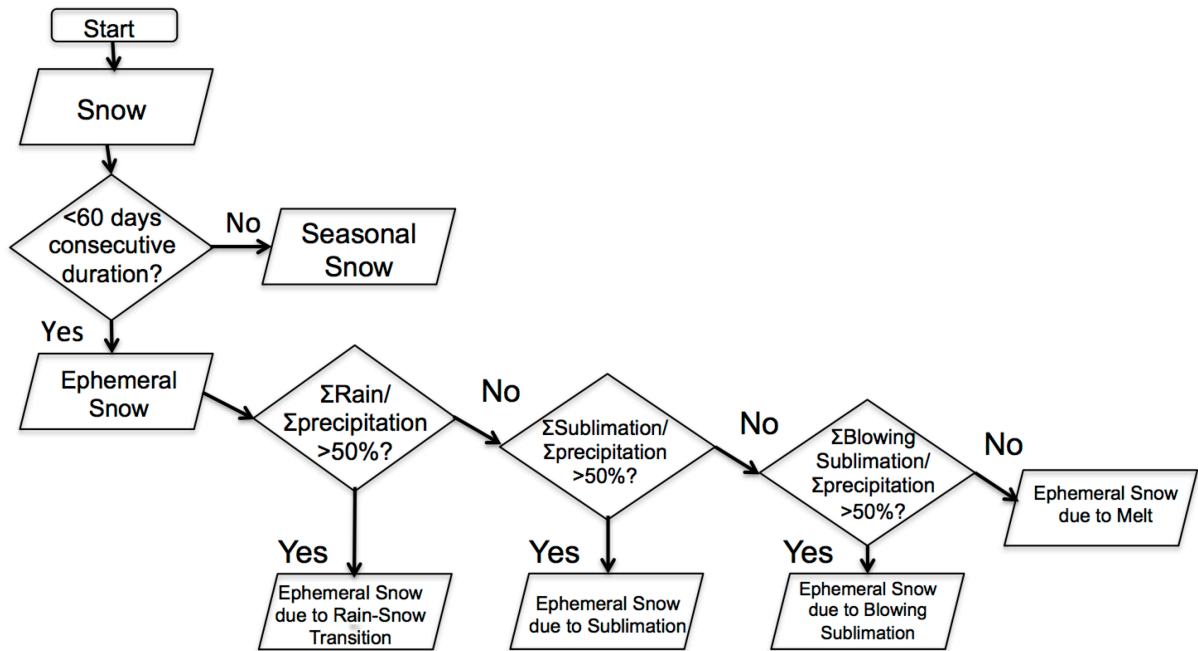 Start
Snow
<60 days
consecutive
duration?
No
Seasonal
Snow
Yes
Ephemeral
Snow
ΣRain/
Σprecipitation
>50%?
No
ΣSublimation/
Σprecipitation
>50%?
No
ΣBlowing
Sublimation/
Σprecipitation
>50%?
No
Ephemeral Snow
due to Melt
Yes
Ephemeral Snow
due to Rain-Snow
Transition
Yes
Ephemeral Snow
due to Sublimation
Yes
Ephemeral Snow
due to Blowing
Sublimation